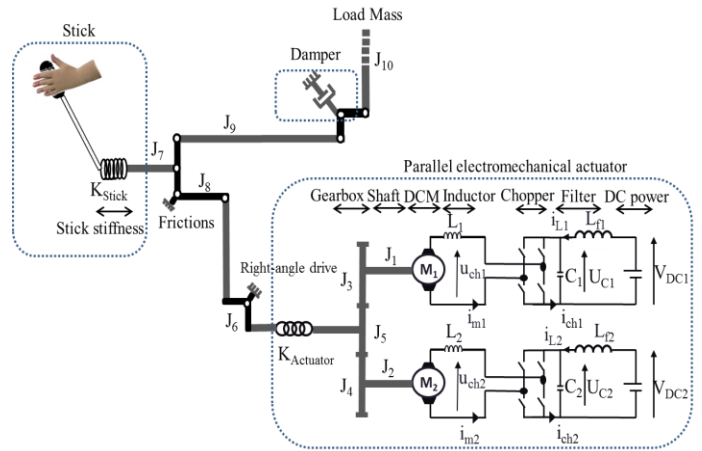 Load Mass
Stick
Damper
J10
J9
J7
KStick
J8
Stick stiffness
Frictions
Parallel electromechanical actuator
Gearbox Shaft DCM Inductor Chopper Filter DC power
Right-angle drive
L1
iL1
Lf1
J1
M1
uch1
C1
UC1
VDC1
J3
im1
ich1
J6
KActuator
J5
L2
iL2
Lf2
J2
J4
M2
uch2
C2
UC2
VDC2
im2
ich2